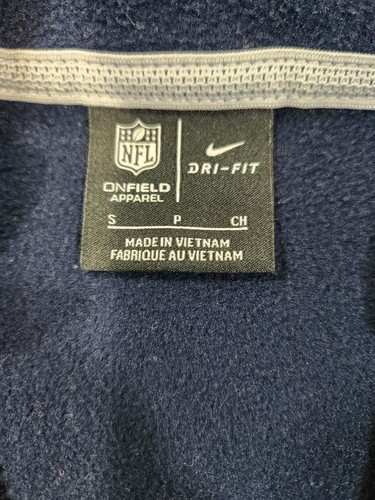 NFL
DRI-FIT
ONFIELD
APPAREL
S P CH
MADE IN VIETNAM
FABRIQUE AU VIETNAM